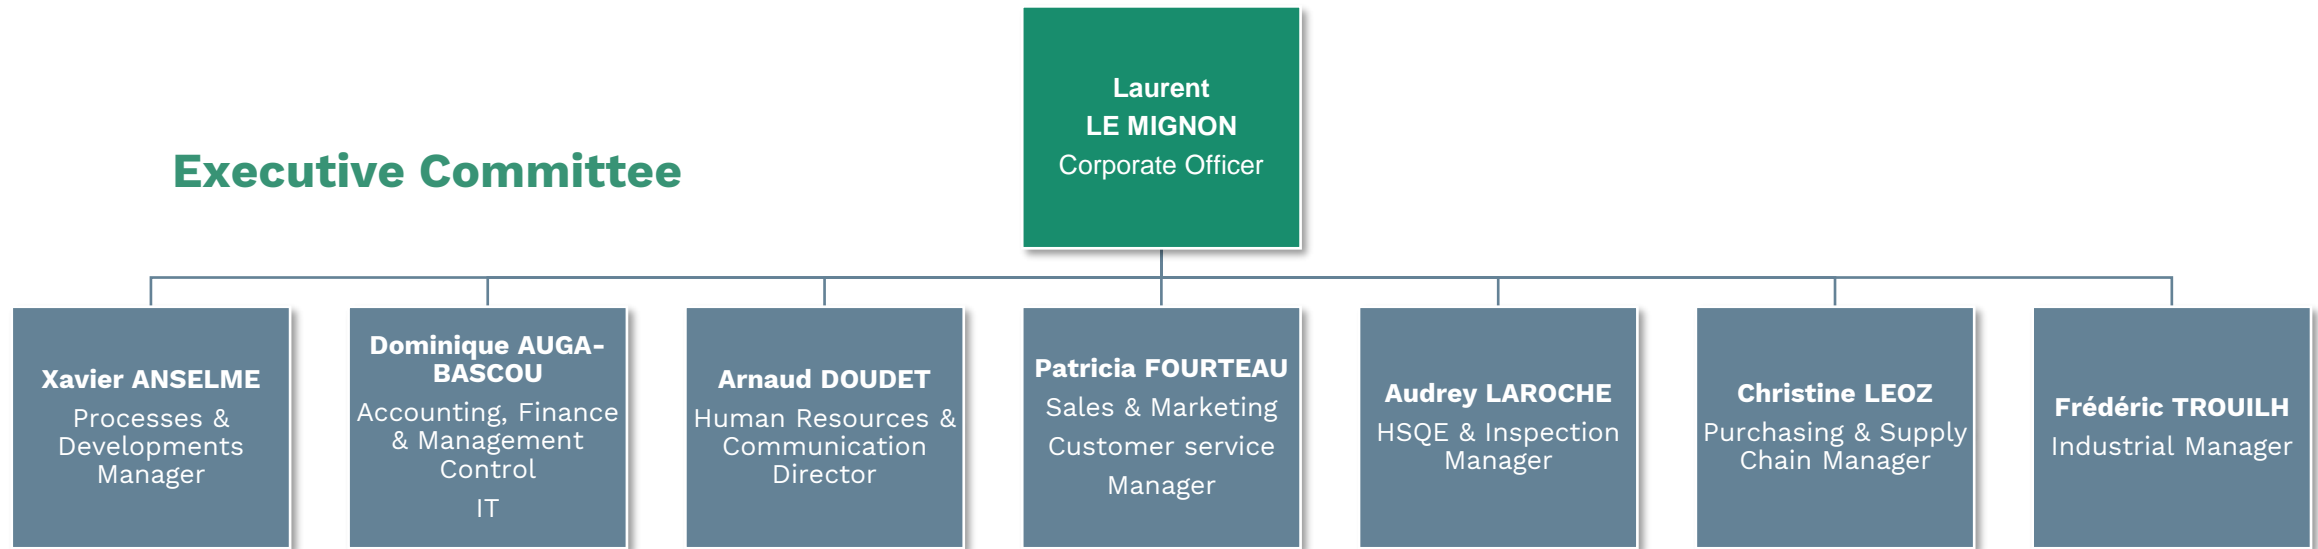 Laurent
LE MIGNON
Corporate Officer
Executive Committee
Xavier ANSELME
Processes &
Developments
Manager
Dominique AUGA-
BASCOU
Accounting, Finance
& Management
Control
IT
Arnaud DOUDET
Human Resources &
Communication
Director
Patricia FOURTEAU
Sales & Marketing
Customer service
Manager
Audrey LAROCHE
HSQE & Inspection
Manager
Christine LEOZ
Purchasing & Supply
Chain Manager
Frédéric TROUILH
Industrial Manager